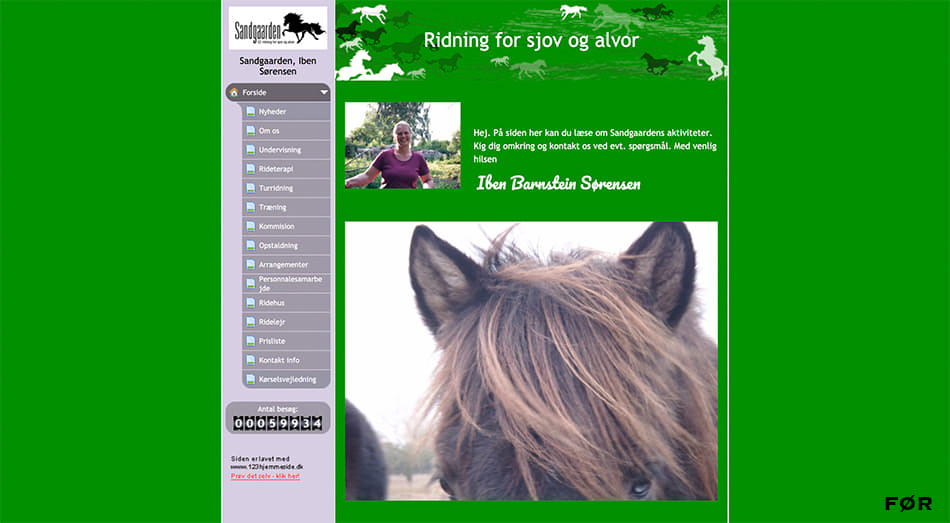 Sandgaarden
Ridning for sjov og alvor
Sandgaarden, Iben
Sørensen
Forside
Nyheder
Om os
Undervisning
Rideterapi
Turridning
Træning
Kommision
Opstaldning
Arrangementer
Personnalesamarbe
jde
Ridehus
Ridelejr
Prisliste
Kontakt info
Kørselsvejledning
Antal besøg:
00059934
Siden er lavet med
www.123hjemmeside.dk
Prøv det selv - klik her!
Hej. På siden her kan du læse om Sandgaardens aktiviteter.
Kig dig omkring og kontakt os ved evt. spørgsmål. Med venlig
hilsen
Iben Barnstein Sørensen
FØR